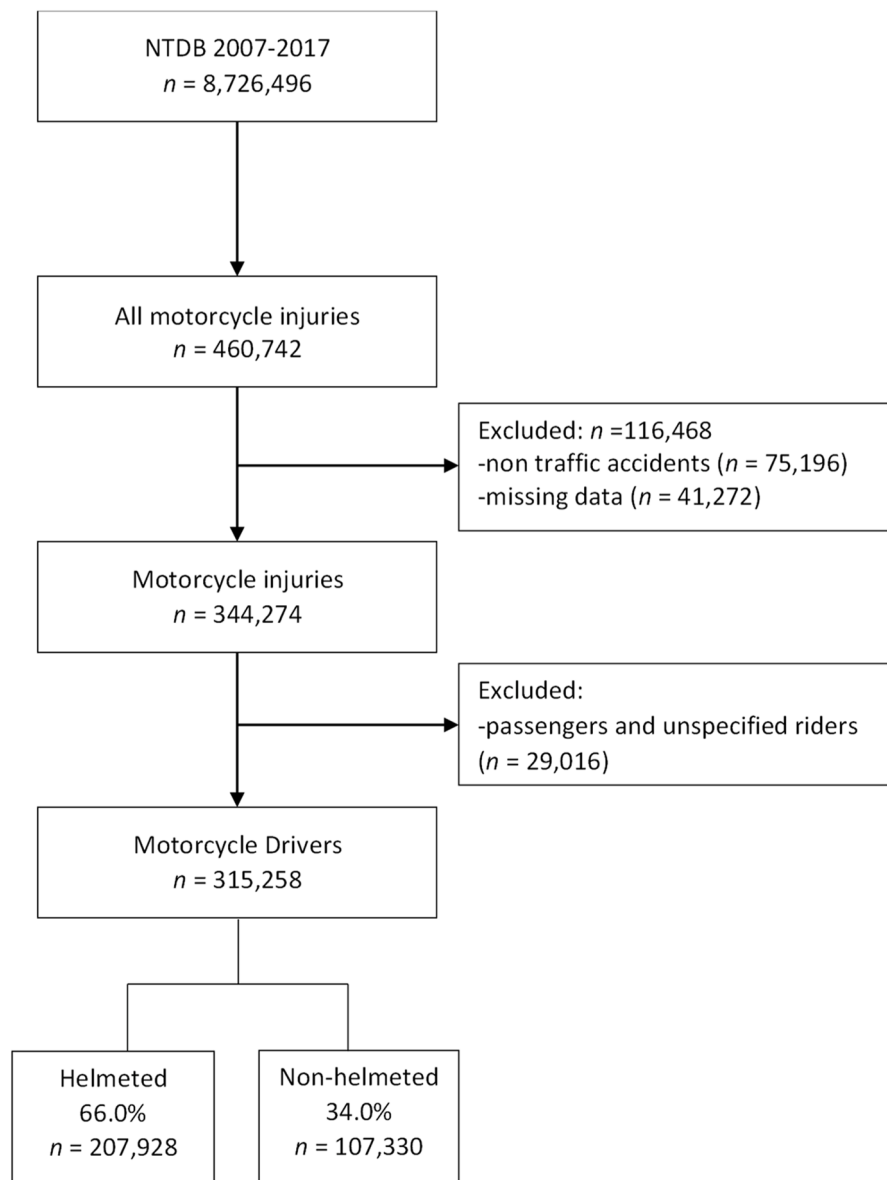 NTDB 2007-2017
n = 8,726,496
All motorcycle injuries
n = 460,742
Excluded: n =116,468
-non traffic accidents (n = 75,196)
-missing data (n = 41,272)
Motorcycle injuries
n = 344,274
Excluded:
-passengers and unspecified riders
(n = 29,016)
Motorcycle Drivers
n = 315,258
Helmeted
66.0%
n = 207,928
Non-helmeted
34.0%
n = 107,330